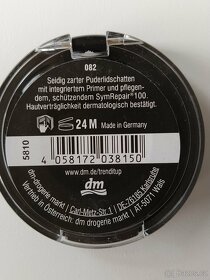 082
Seidig zarter Puderlidschatten
mit integriertem Primer und pflegen-
dem, schützendem SymRepair®100.
Hautverträglichkeit dermatologisch bestätigt.
24 M Made in Germany
5810
4 058172 038150
www.dm.de/trenditup
dm
dm-drogerie markt | Carl-Metz-Str. 1 | DE-76185 Karlsruhe
Vertrieb in Österreich: dm drogerie markt | AT-5071 Wals